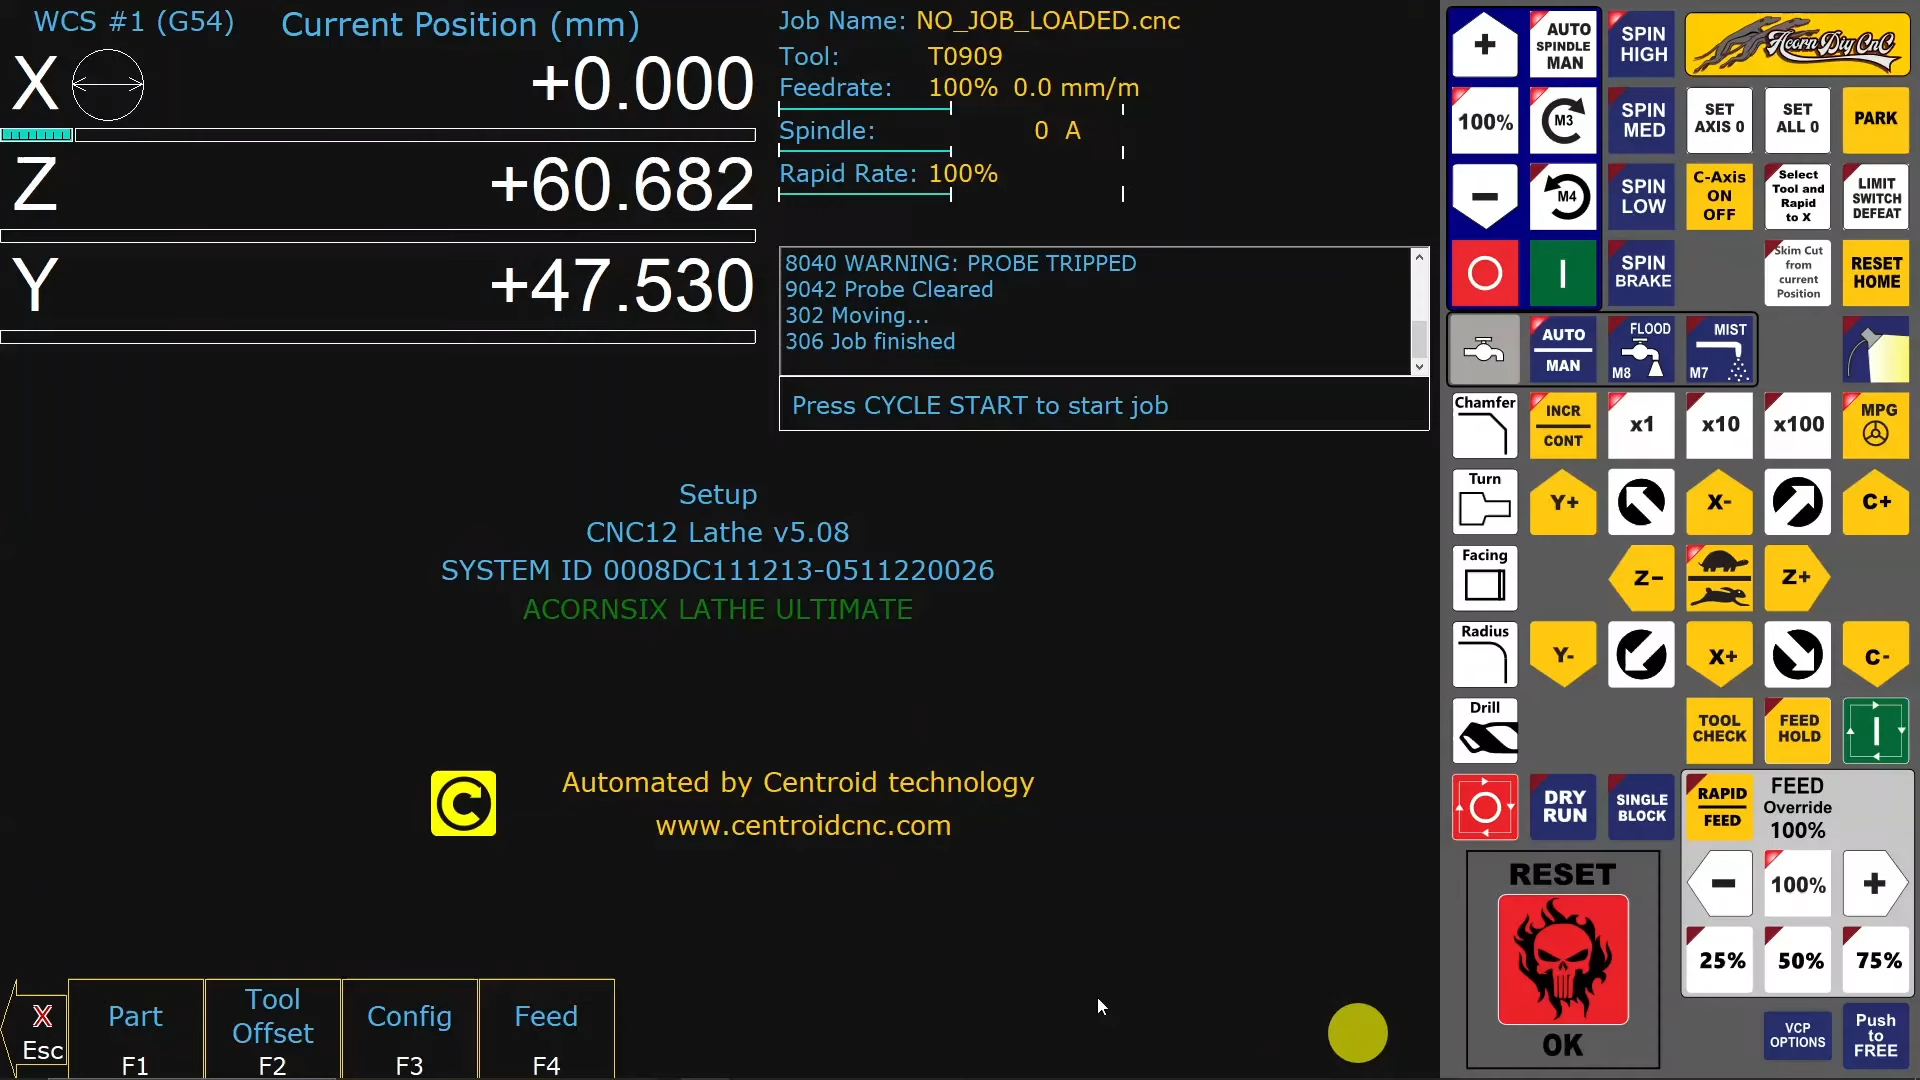 WCS #1 (G54)
Current Position (mm)
X
+0.000
Z
+60.682
Y
+47.530
Job Name: NO_JOB_LOADED.cnc
Tool: T0909
Feedrate: 100% 0.0 mm/m
Spindle: 0 A
Rapid Rate: 100%
8040 WARNING: PROBE TRIPPED
9042 Probe Cleared
302 Moving...
306 Job finished
Press CYCLE START to start job
Setup
CNC12 Lathe v5.08
SYSTEM ID 0008DC111213-0511220026
ACORNSIX LATHE ULTIMATE
C
Automated by Centroid technology
www.centroidcnc.com
X
Esc
Part
F1
Tool
Offset
F2
Config
F3
Feed
F4
+
AUTO
SPINDLE
MAN
SPIN
HIGH
Acorn Diy CnC
100%
M3
SPIN
MED
SET
AXIS 0
SET
ALL 0
PARK
−
M4
SPIN
LOW
C-Axis
ON
OFF
Select
Tool and
Rapid
to X
LIMIT
SWITCH
DEFEAT
SPIN
BRAKE
Skim Cut
from
current
Position
RESET
HOME
AUTO
MAN
FLOOD
M8
MIST
M7
Chamfer
INCR
CONT
x1
x10
x100
MPG
Turn
Y+
X-
C+
Facing
Z-
Z+
Radius
Y-
X+
C-
Drill
TOOL
CHECK
FEED
HOLD
DRY
RUN
SINGLE
BLOCK
RAPID
FEED
FEED
Override
100%
RESET
OK
−
100%
+
25%
50%
75%
VCP
OPTIONS
Push
to
FREE